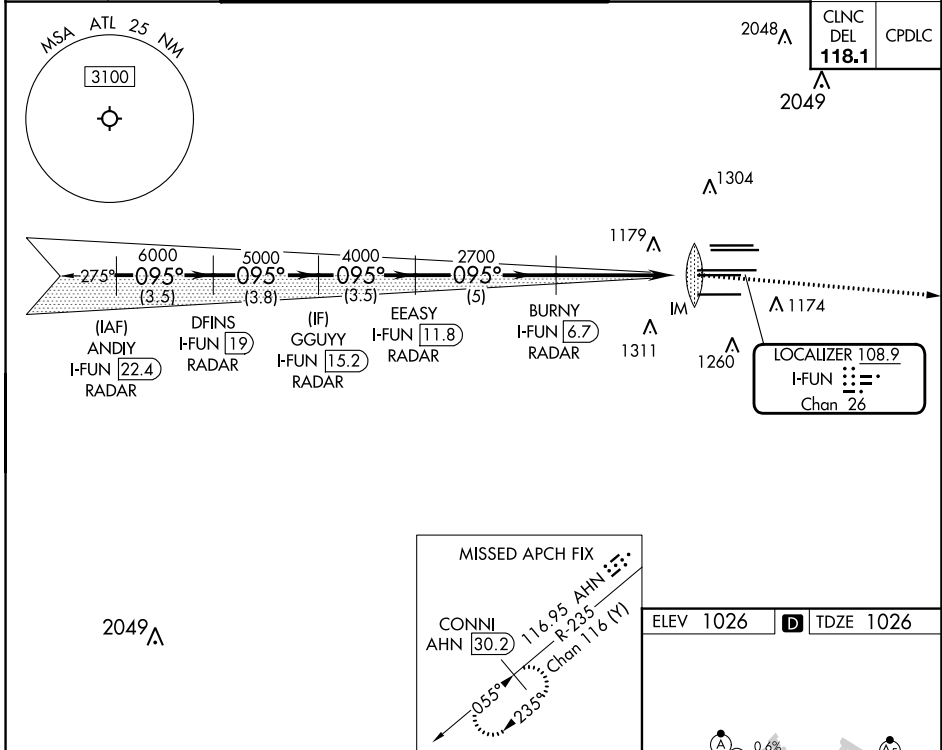 MSA ATL 25 NM
3100
2048
CLNC
DEL
118.1
CPDLC
2049
1304
1179
275°
6000
095°
(3.5)
5000
095°
(3.8)
4000
095°
(3.5)
2700
095°
(5)
(IAF)
ANDIY
I-FUN 22.4
RADAR
DFINS
I-FUN 19
RADAR
(IF)
GGUYY
I-FUN 15.2
RADAR
EEASY
I-FUN 11.8
RADAR
BURNY
I-FUN 6.7
RADAR
IM
1174
1311
1260
LOCALIZER 108.9
I-FUN
Chan 26
MISSED APCH FIX
CONNI
AHN 30.2
116.95 AHN
R-235
Chan 116 (Y)
055°
235°
2049
ELEV 1026
D
TDZE 1026
A
0.6%
A5